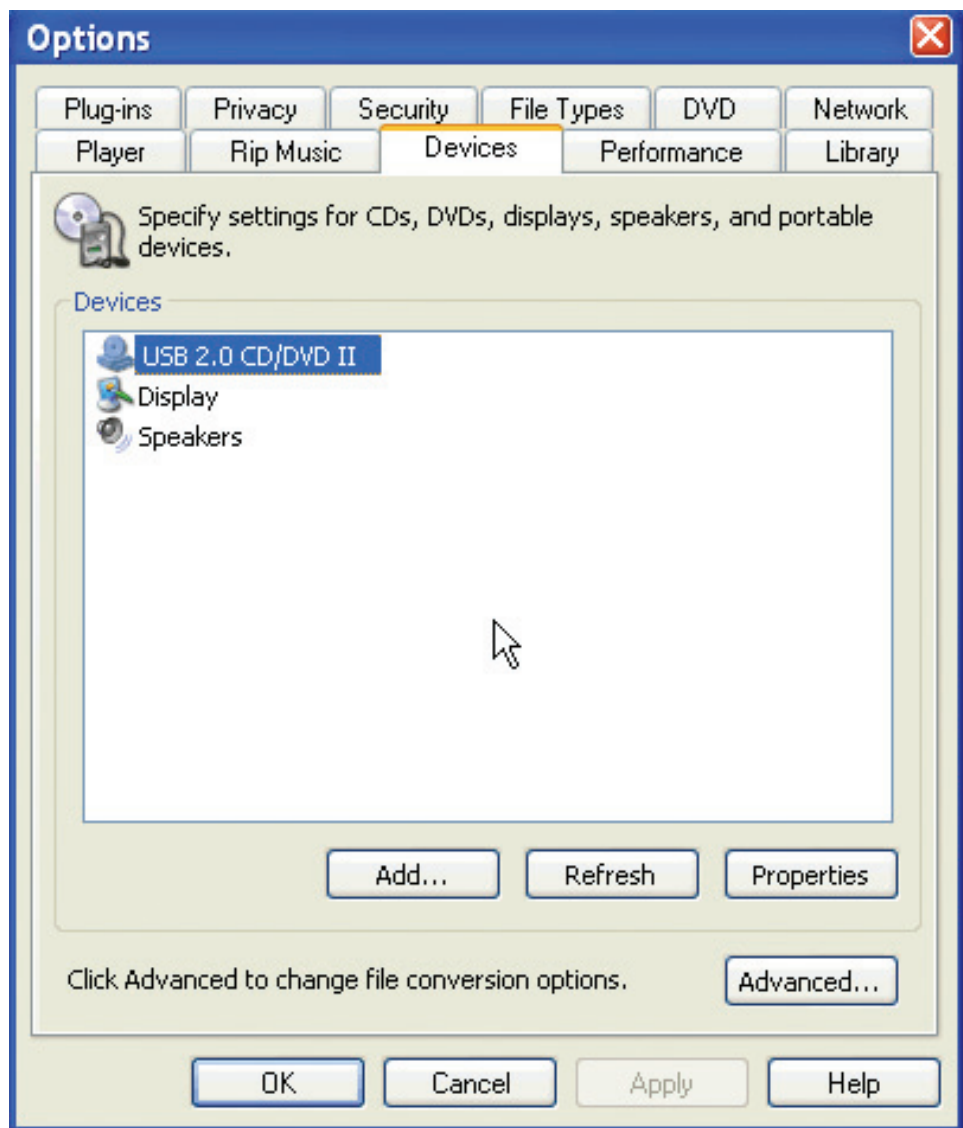 Options
Plug-ins Privacy Security File Types DVD Network
Player Rip Music Devices Performance Library
Specify settings for CDs, DVDs, displays, speakers, and portable
devices.
Devices
USB 2.0 CD/DVD II
Display
Speakers
Add... Refresh Properties
Click Advanced to change file conversion options. Advanced...
OK Cancel Apply Help